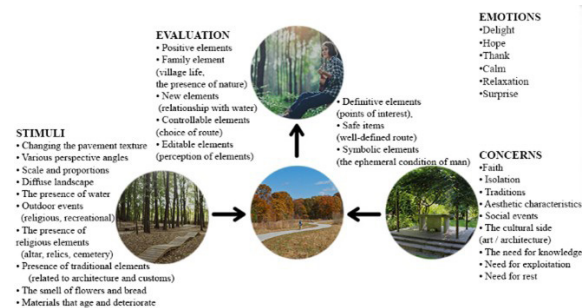 EMOTIONS
•Delight
•Hope
•Thank
•Calm
•Relaxation
•Surprise
EVALUATION
• Positive elements
• Family element
(village life,
the presence of nature)
• New elements
(relationship with water)
• Controllable elements
(choice of route)
• Editable elements
(perception of elements)
• Definitive elements
(points of interest),
• Safe items
(well-defined route)
• Symbolic elements
(the ephemeral condition of man)
STIMULI
• Changing the pavement texture
• Various perspective angles
• Scale and proportions
• Diffuse landscape
• The presence of water
• Outdoor events
(religious, recreational)
• The presence of
religious elements
(altar, relics, cemetery)
• Presence of traditional elements
(related to architecture and customs)
• The smell of flowers and bread
• Materials that age and deteriorate
CONCERNS
•Faith
• Isolation
• Traditions
• Aesthetic characteristics
• Social events
• The cultural side
(art / architecture)
• The need for knowledge
• Need for exploitation
• Need for rest